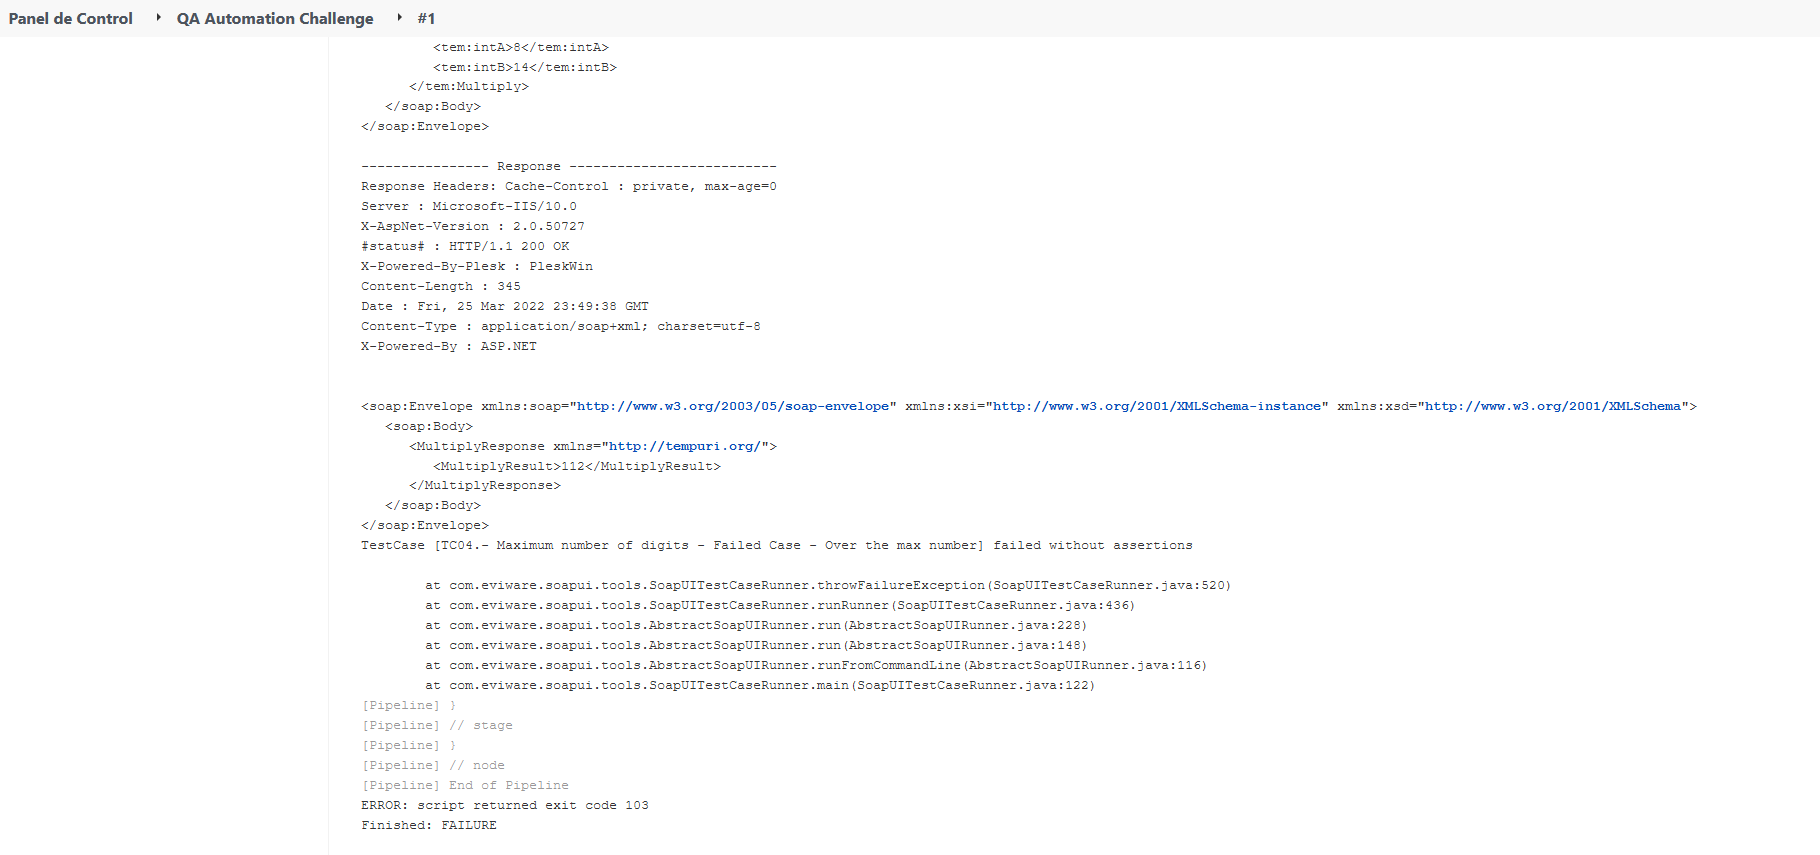 Panel de Control ‣ QA Automation Challenge ‣ #1
<tem:intA>8</tem:intA>
<tem:intB>14</tem:intB>
</tem:Multiply>
</soap:Body>
</soap:Envelope>
---------------- Response --------------------------
Response Headers: Cache-Control : private, max-age=0
Server : Microsoft-IIS/10.0
X-AspNet-Version : 2.0.50727
#status# : HTTP/1.1 200 OK
X-Powered-By-Plesk : PleskWin
Content-Length : 345
Date : Fri, 25 Mar 2022 23:49:38 GMT
Content-Type : application/soap+xml; charset=utf-8
X-Powered-By : ASP.NET
<soap:Envelope xmlns:soap="http://www.w3.org/2003/05/soap-envelope" xmlns:xsi="http://www.w3.org/2001/XMLSchema-instance" xmlns:xsd="http://www.w3.org/2001/XMLSchema">
<soap:Body>
<MultiplyResponse xmlns="http://tempuri.org/">
<MultiplyResult>112</MultiplyResult>
</MultiplyResponse>
</soap:Body>
</soap:Envelope>
TestCase [TC04.- Maximum number of digits - Failed Case - Over the max number] failed without assertions
at com.eviware.soapui.tools.SoapUITestCaseRunner.throwFailureException(SoapUITestCaseRunner.java:520)
at com.eviware.soapui.tools.SoapUITestCaseRunner.runRunner(SoapUITestCaseRunner.java:436)
at com.eviware.soapui.tools.AbstractSoapUIRunner.run(AbstractSoapUIRunner.java:228)
at com.eviware.soapui.tools.AbstractSoapUIRunner.run(AbstractSoapUIRunner.java:148)
at com.eviware.soapui.tools.AbstractSoapUIRunner.runFromCommandLine(AbstractSoapUIRunner.java:116)
at com.eviware.soapui.tools.SoapUITestCaseRunner.main(SoapUITestCaseRunner.java:122)
[Pipeline] }
[Pipeline] // stage
[Pipeline] }
[Pipeline] // node
[Pipeline] End of Pipeline
ERROR: script returned exit code 103
Finished: FAILURE